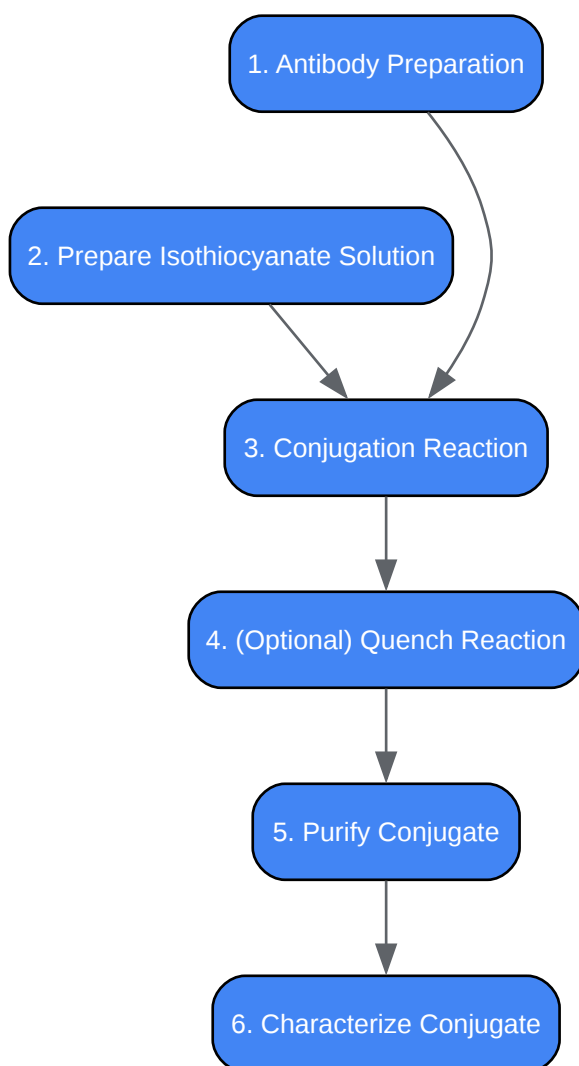 1. Antibody Preparation
2. Prepare Isothiocyanate Solution
3. Conjugation Reaction
4. (Optional) Quench Reaction
5. Purify Conjugate
6. Characterize Conjugate